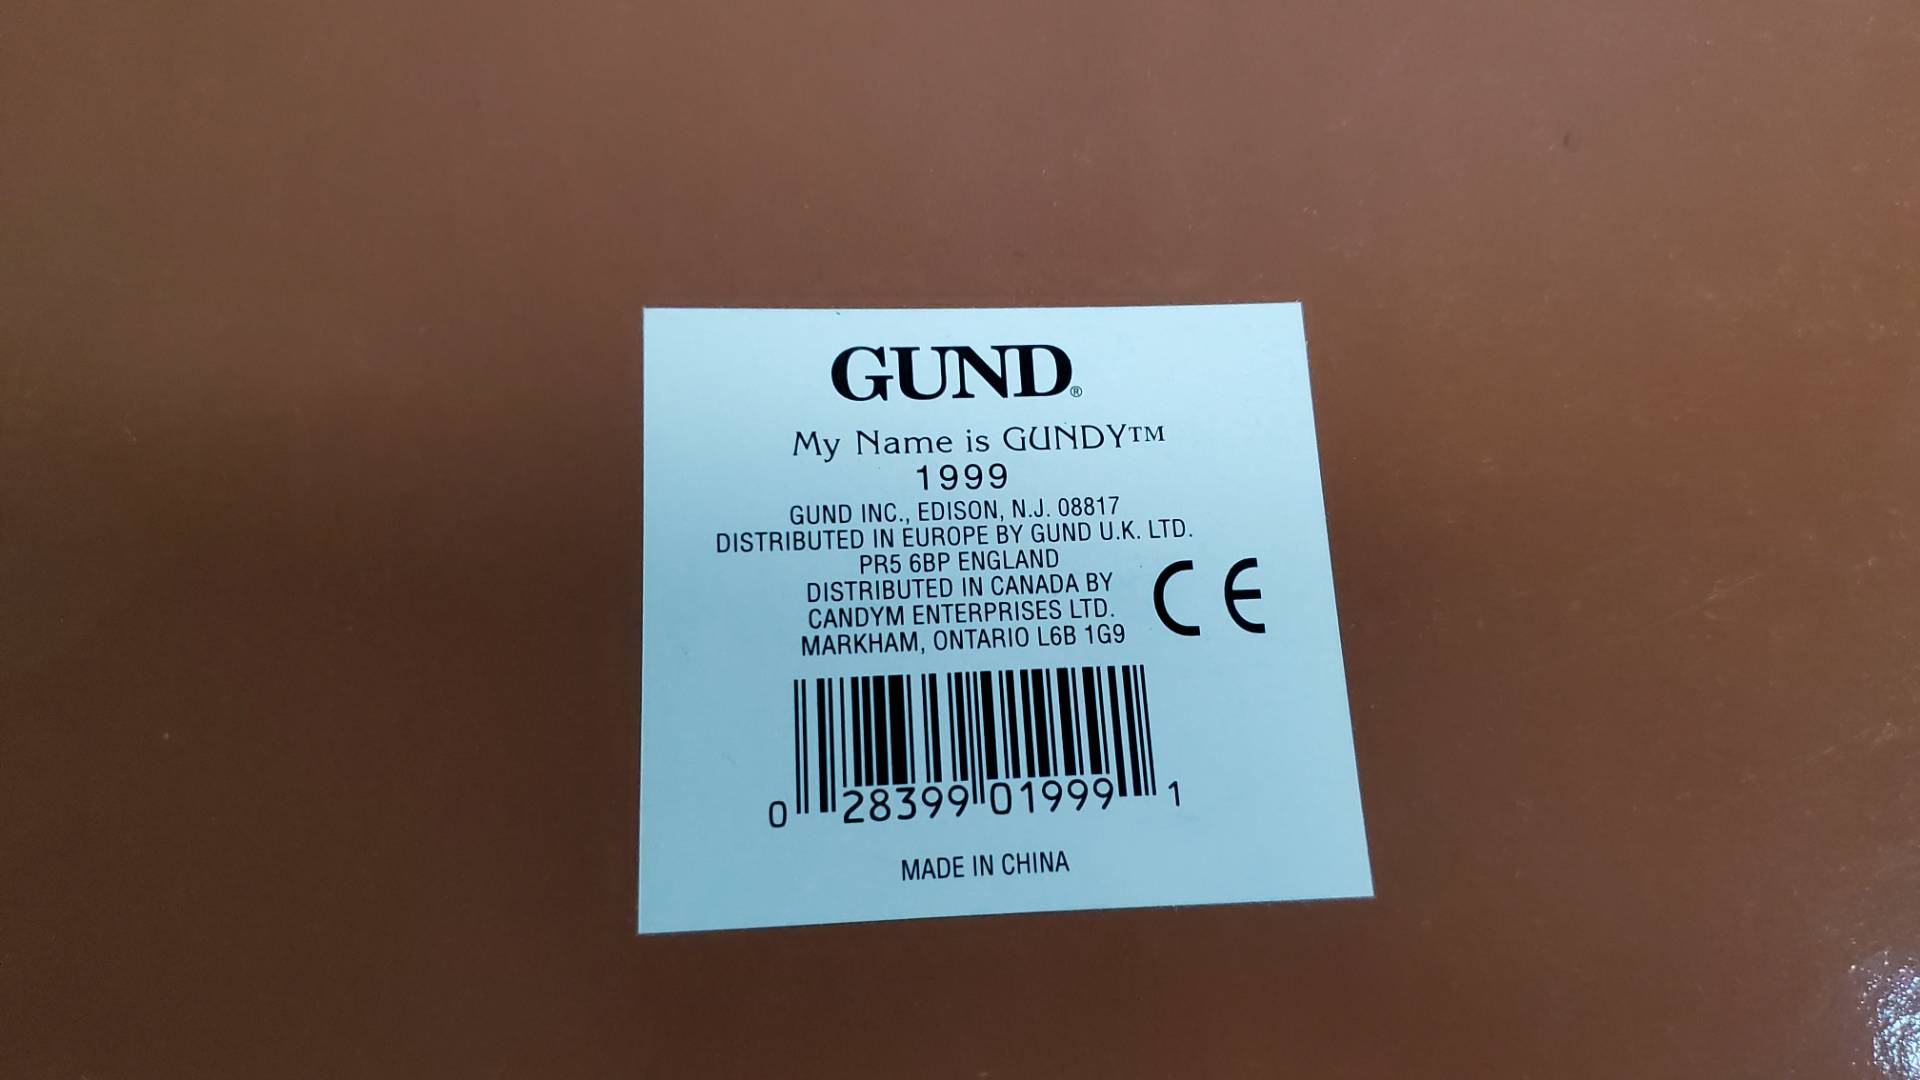 GUND®
My Name is GUNDY™
1999
GUND INC., EDISON, N.J. 08817
DISTRIBUTED IN EUROPE BY GUND U.K. LTD.
PR5 6BP ENGLAND
DISTRIBUTED IN CANADA BY
CANDYM ENTERPRISES LTD.
MARKHAM, ONTARIO L6B 1G9
CE
0 28399 01999 1
MADE IN CHINA